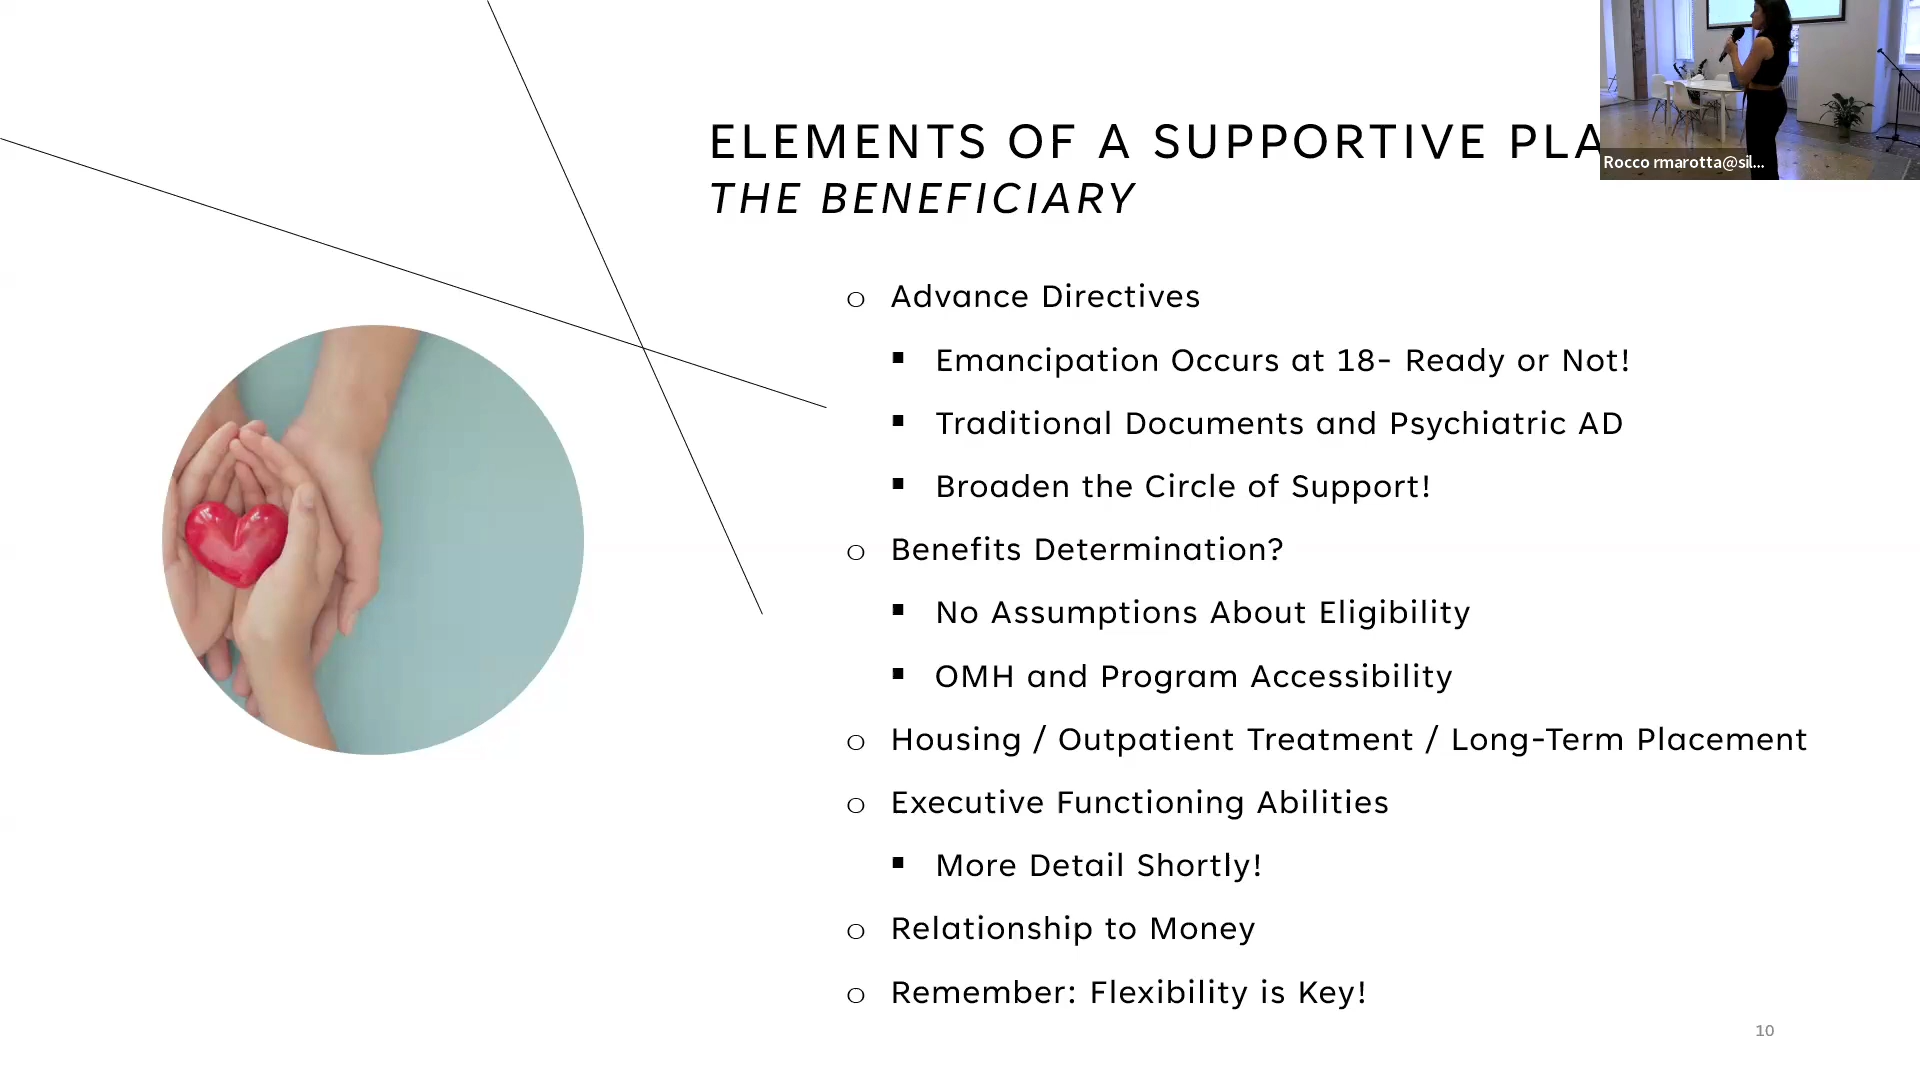 ELEMENTS OF A SUPPORTIVE
THE BENEFICIARY
Rocco rmarotta@sil...
o Advance Directives
▪ Emancipation Occurs at 18- Ready or Not!
▪ Traditional Documents and Psychiatric AD
▪ Broaden the Circle of Support!
o Benefits Determination?
▪ No Assumptions About Eligibility
▪ OMH and Program Accessibility
o Housing / Outpatient Treatment / Long-Term Placement
o Executive Functioning Abilities
▪ More Detail Shortly!
o Relationship to Money
o Remember: Flexibility is Key!
10